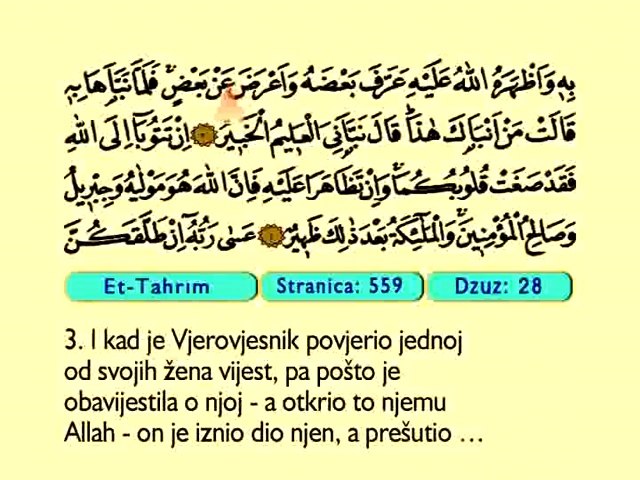 بِهِ وَأَظْهَرَهُ اللَّهُ عَلَيْهِ عَرَّفَ بَعْضَهُ وَأَعْرَضَ عَنْ بَعْضٍ فَلَمَّا نَبَّأَهَا بِهِ
قَالَتْ مَنْ أَنْبَأَكَ هَٰذَا قَالَ نَبَّأَنِيَ الْعَلِيمُ الْخَبِيرُ ٣ إِنْ تَتُوبَا إِلَى اللَّهِ
فَقَدْ صَغَتْ قُلُوبُكُمَا وَإِنْ تَظَاهَرَا عَلَيْهِ فَإِنَّ اللَّهَ هُوَ مَوْلَاهُ وَجِبْرِيلُ
وَصَالِحُ الْمُؤْمِنِينَ وَالْمَلَائِكَةُ بَعْدَ ذَٰلِكَ ظَهِيرٌ ٤ عَسَىٰ رَبُّهُ إِنْ طَلَّقَكُنَّ
Et-Tahrim Stranica: 559 Dzuz: 28
3. I kad je Vjerovjesnik povjerio jednoj
od svojih žena vijest, pa pošto je
obavijestila o njoj - a otkrio to njemu
Allah - on je iznio dio njen, a prešutio …